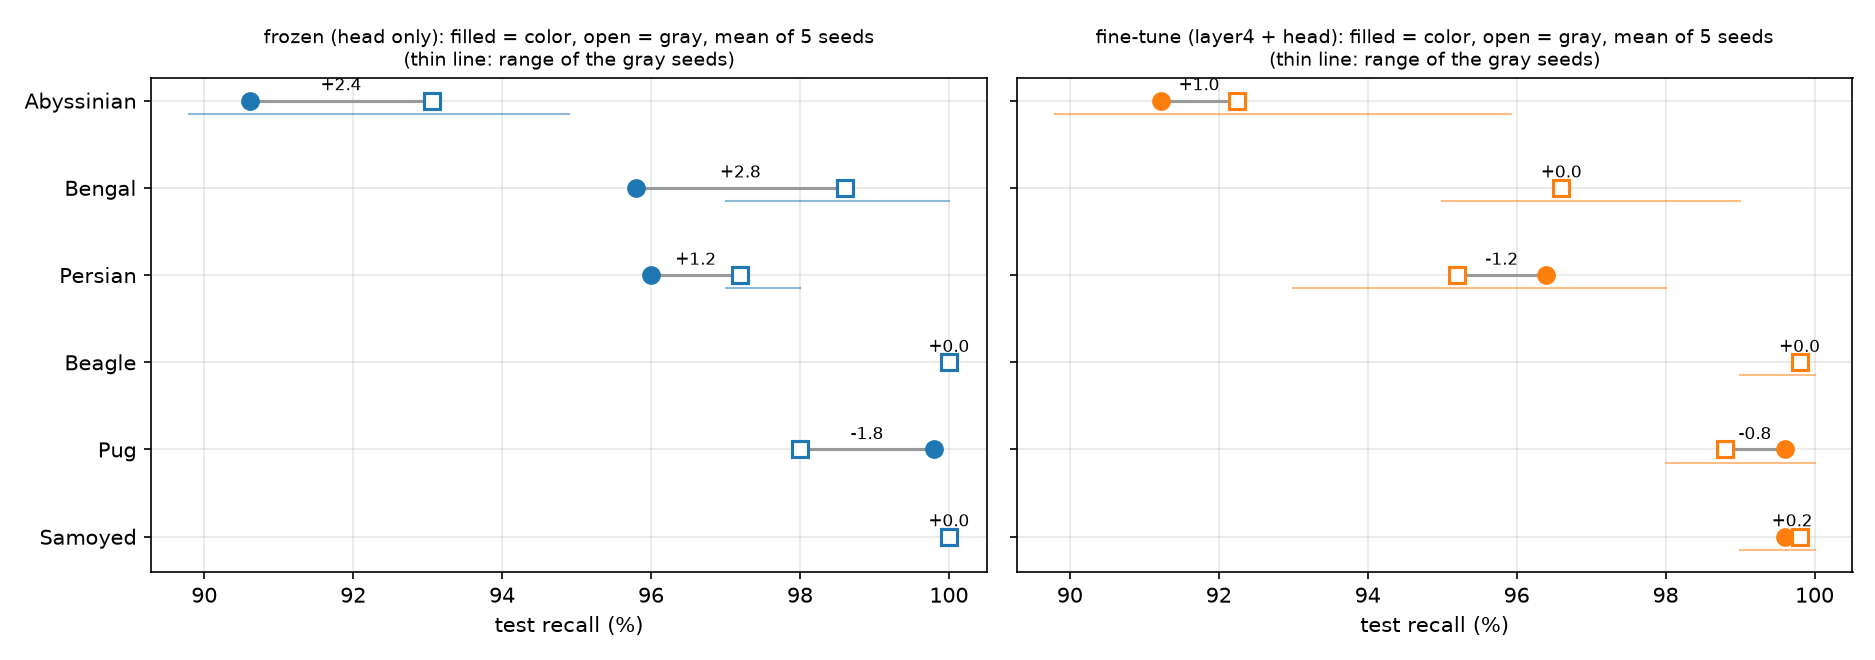 frozen (head only): filled = color, open = gray, mean of 5 seeds
(thin line: range of the gray seeds)
Abyssinian
Bengal
Persian
Beagle
Pug
Samoyed
+2.4
+2.8
+1.2
+0.0
-1.8
+0.0
90 92 94 96 98 100
test recall (%)
fine-tune (layer4 + head): filled = color, open = gray, mean of 5 seeds
(thin line: range of the gray seeds)
+1.0
+0.0
-1.2
+0.0
-0.8
+0.2
90 92 94 96 98 100
test recall (%)